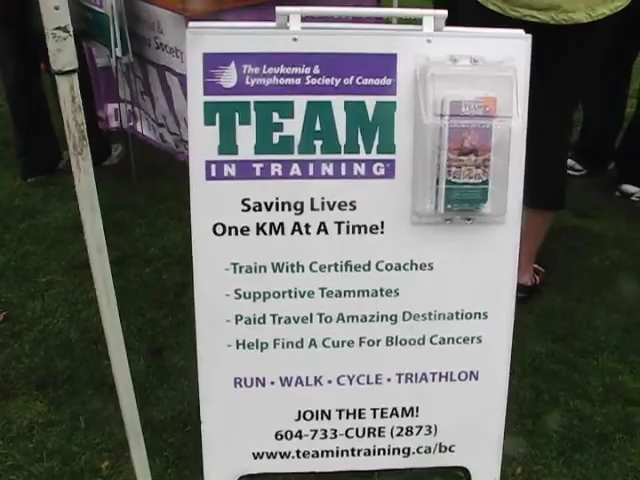 The Leukemia &
Lymphoma Society of Canada
TEAM
IN TRAINING
Saving Lives
One KM At A Time!
-Train With Certified Coaches
- Supportive Teammates
- Paid Travel To Amazing Destinations
- Help Find A Cure For Blood Cancers
RUN • WALK • CYCLE • TRIATHLON
JOIN THE TEAM!
604-733-CURE (2873)
www.teamintraining.ca/bc